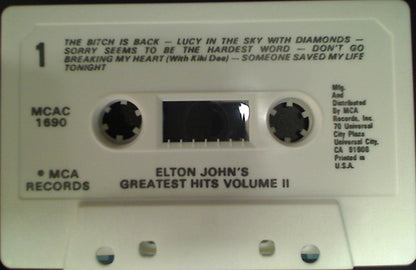 1
THE BITCH IS BACK — LUCY IN THE SKY WITH DIAMONDS —
SORRY SEEMS TO BE THE HARDEST WORD — DON'T GO
BREAKING MY HEART (With Kiki Dee) — SOMEONE SAVED MY LIFE
TONIGHT
MCAC
1690
Mfg.
And
Distributed
By MCA
Records, Inc.
70 Universal
City Plaza
Universal City,
CA 91608
Printed in
U.S.A.
ELTON JOHN'S
GREATEST HITS VOLUME II
MCA
RECORDS